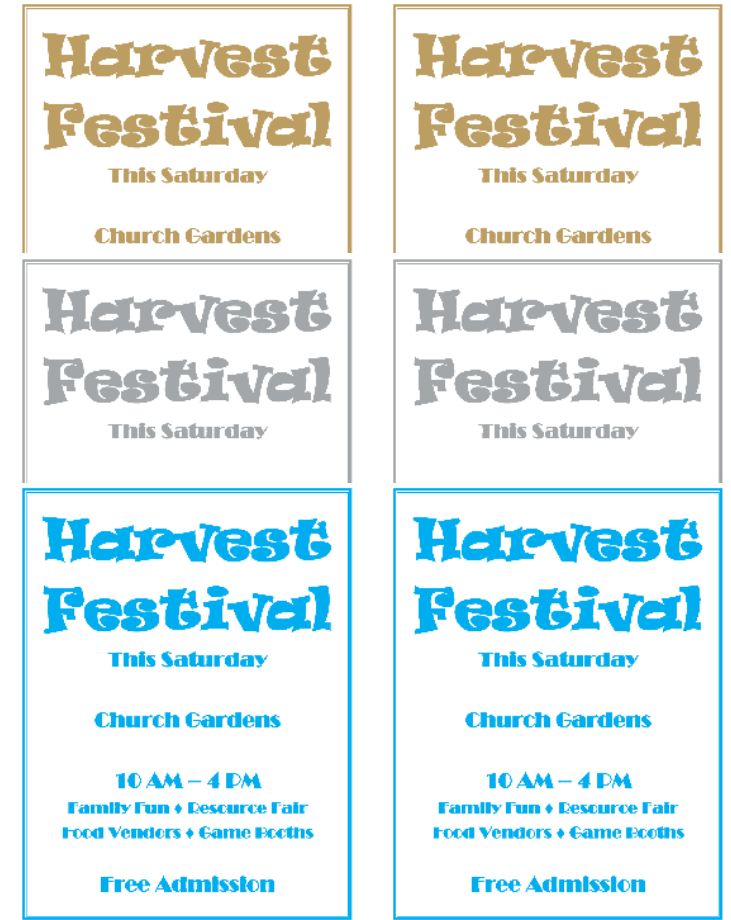 Harvest
Festival
This Saturday
Church Gardens
Harvest
Festival
This Saturday
Church Gardens
Harvest
Festival
This Saturday
Harvest
Festival
This Saturday
Harvest
Festival
This Saturday
Church Gardens
10 AM – 4 PM
Family Fun ♦ Resource Fair
Food Vendors ♦ Game Booths
Free Admission
Harvest
Festival
This Saturday
Church Gardens
10 AM – 4 PM
Family Fun ♦ Resource Fair
Food Vendors ♦ Game Booths
Free Admission